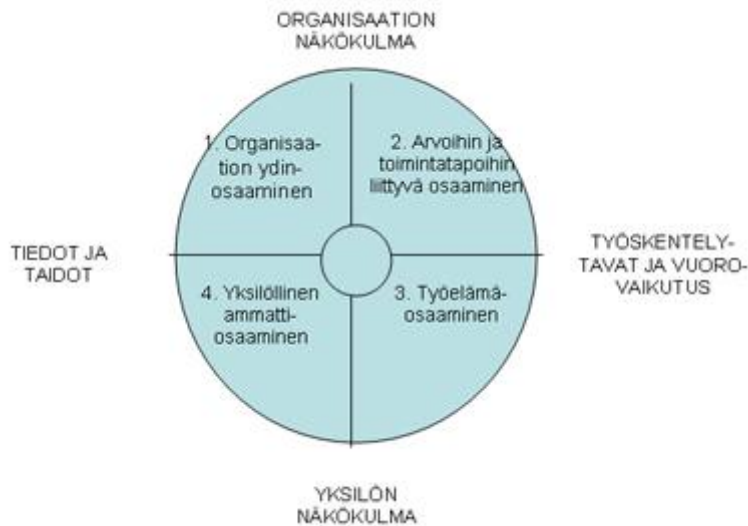 ORGANISAATION
NÄKÖKULMA
1. Organisaa-
tion ydin-
osaaminen
2. Arvoihin ja
toimintatapoihin
liittyvä osaaminen
TIEDOT JA
TAIDOT
TYÖSKENTELY-
TAVAT JA VUORO-
VAIKUTUS
4. Yksilöllinen
ammatti-
osaaminen
3. Työelämä-
osaaminen
YKSILÖN
NÄKÖKULMA